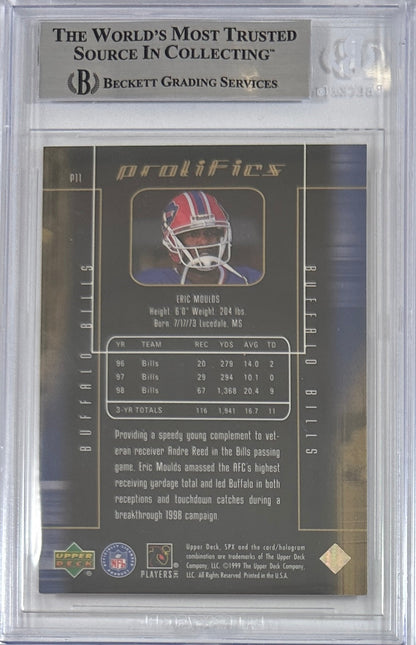 THE WORLD'S MOST TRUSTED
SOURCE IN COLLECTING™
B BECKETT GRADING SERVICES
P11
prolifics
BUFFALO BILLS
BUFFALO BILLS
ERIC MOULDS
Height: 6'0" Weight: 204 lbs.
Born: 7/17/73 Lucedale, MS
YR TEAM REC YDS AVG TD
96 Bills 20 279 14.0 2
97 Bills 29 294 10.1 0
98 Bills 67 1,368 20.4 9
3-YR TOTALS 116 1,941 16.7 11
Providing a speedy young complement to vet-
eran receiver Andre Reed in the Bills passing
game, Eric Moulds amassed the AFC's highest
receiving yardage total and led Buffalo in both
receptions and touchdown catches during a
breakthrough 1998 campaign.
UPPER
DECK
NFL
PLAYERS INC
Upper Deck, SPX and the card/hologram
combination are trademarks of The Upper Deck
Company, LLC. ©1999 The Upper Deck Company,
LLC. All Rights Reserved. Printed in the U.S.A.